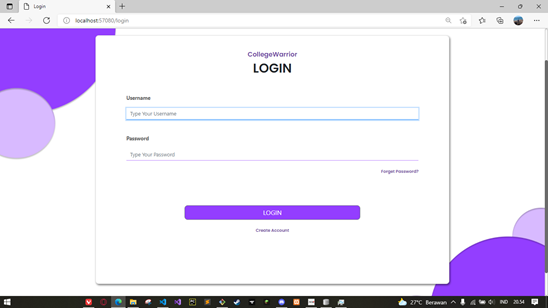 Login
localhost:57080/login
CollegeWarrior
LOGIN
Username
Type Your Username
Password
Type Your Password
Forget Password?
LOGIN
Create Account
27°C Berawan
IND
20.54